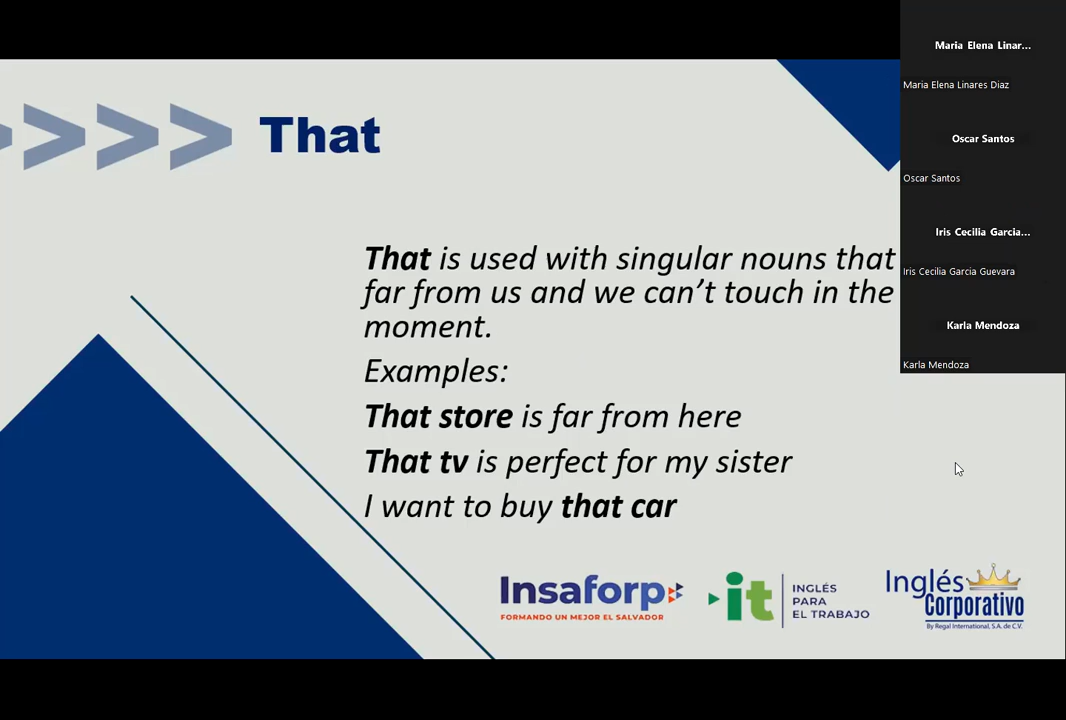 That
That is used with singular nouns that
far from us and we can't touch in the
moment.
Examples:
That store is far from here
That tv is perfect for my sister
I want to buy that car
Insaforp
FORMANDO UN MEJOR EL SALVADOR
it
INGLÉS
PARA
EL TRABAJO
Inglés
Corporativo
By Regal International, S.A. de C.V.
Maria Elena Linar...
Maria Elena Linares Diaz
Oscar Santos
Oscar Santos
Iris Cecilia Garcia...
Iris Cecilia Garcia Guevara
Karla Mendoza
Karla Mendoza